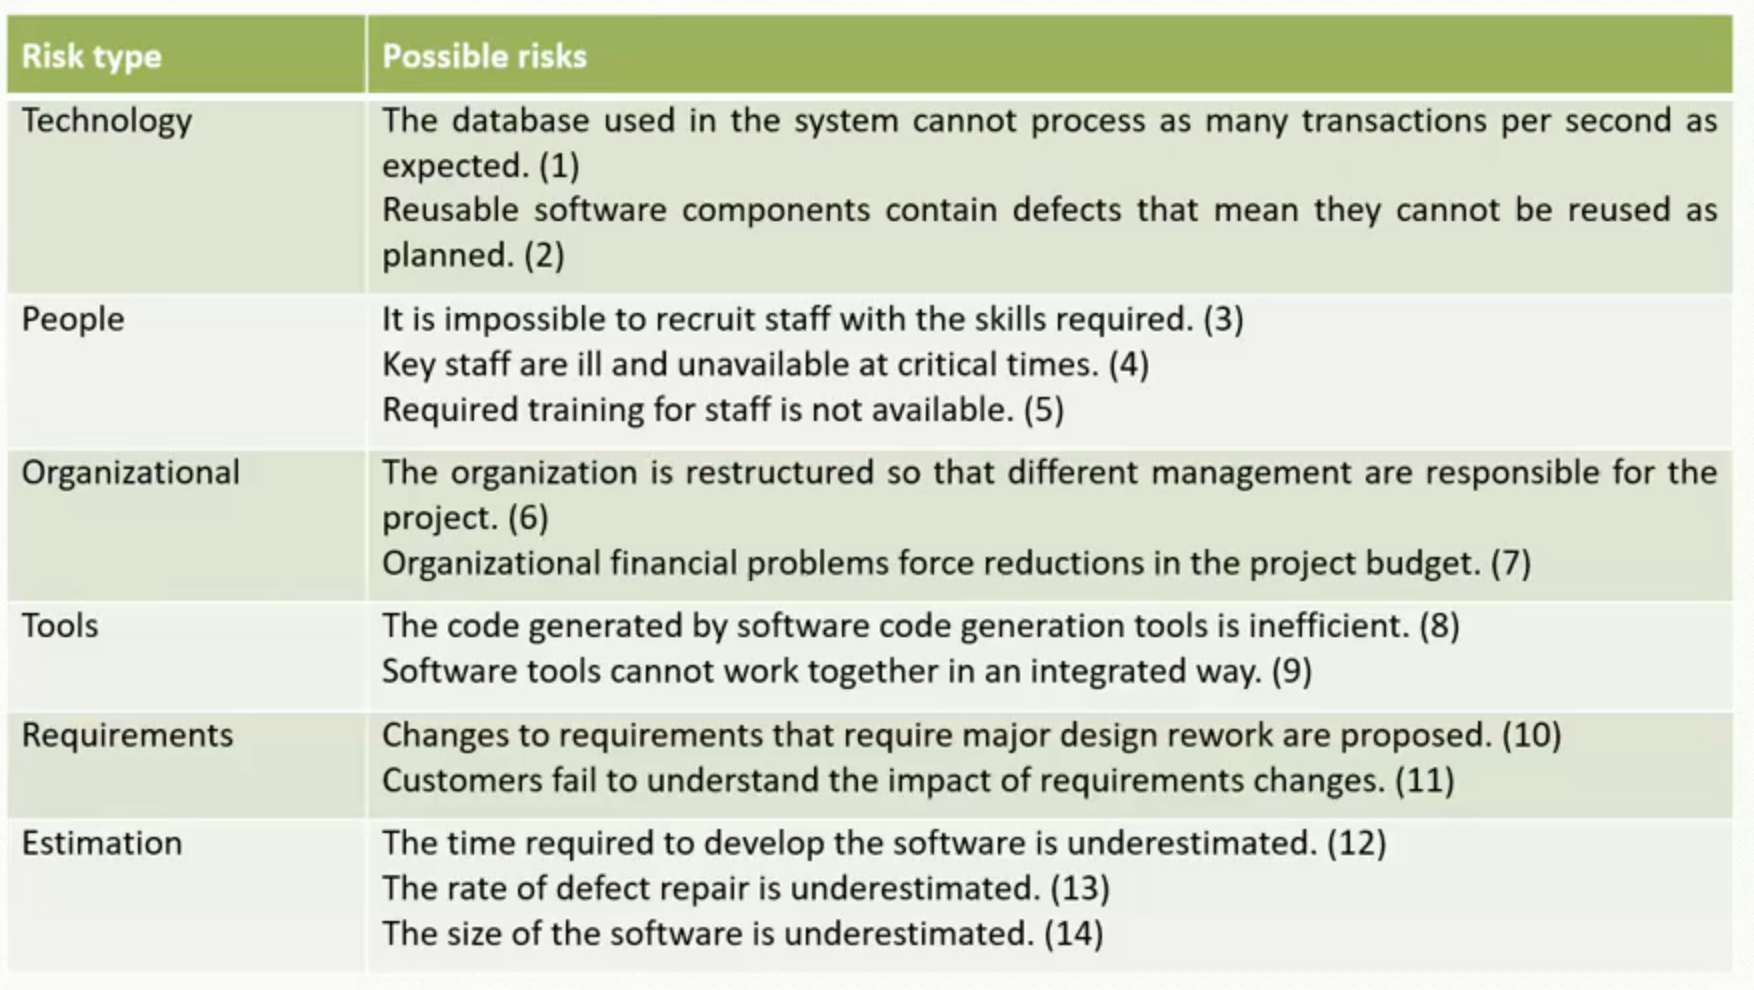 Risk type
Possible risks
Technology
The database used in the system cannot process as many transactions per second as
expected. (1)
Reusable software components contain defects that mean they cannot be reused as
planned. (2)
People
It is impossible to recruit staff with the skills required. (3)
Key staff are ill and unavailable at critical times. (4)
Required training for staff is not available. (5)
Organizational
The organization is restructured so that different management are responsible for the
project. (6)
Organizational financial problems force reductions in the project budget. (7)
Tools
The code generated by software code generation tools is inefficient. (8)
Software tools cannot work together in an integrated way. (9)
Requirements
Changes to requirements that require major design rework are proposed. (10)
Customers fail to understand the impact of requirements changes. (11)
Estimation
The time required to develop the software is underestimated. (12)
The rate of defect repair is underestimated. (13)
The size of the software is underestimated. (14)